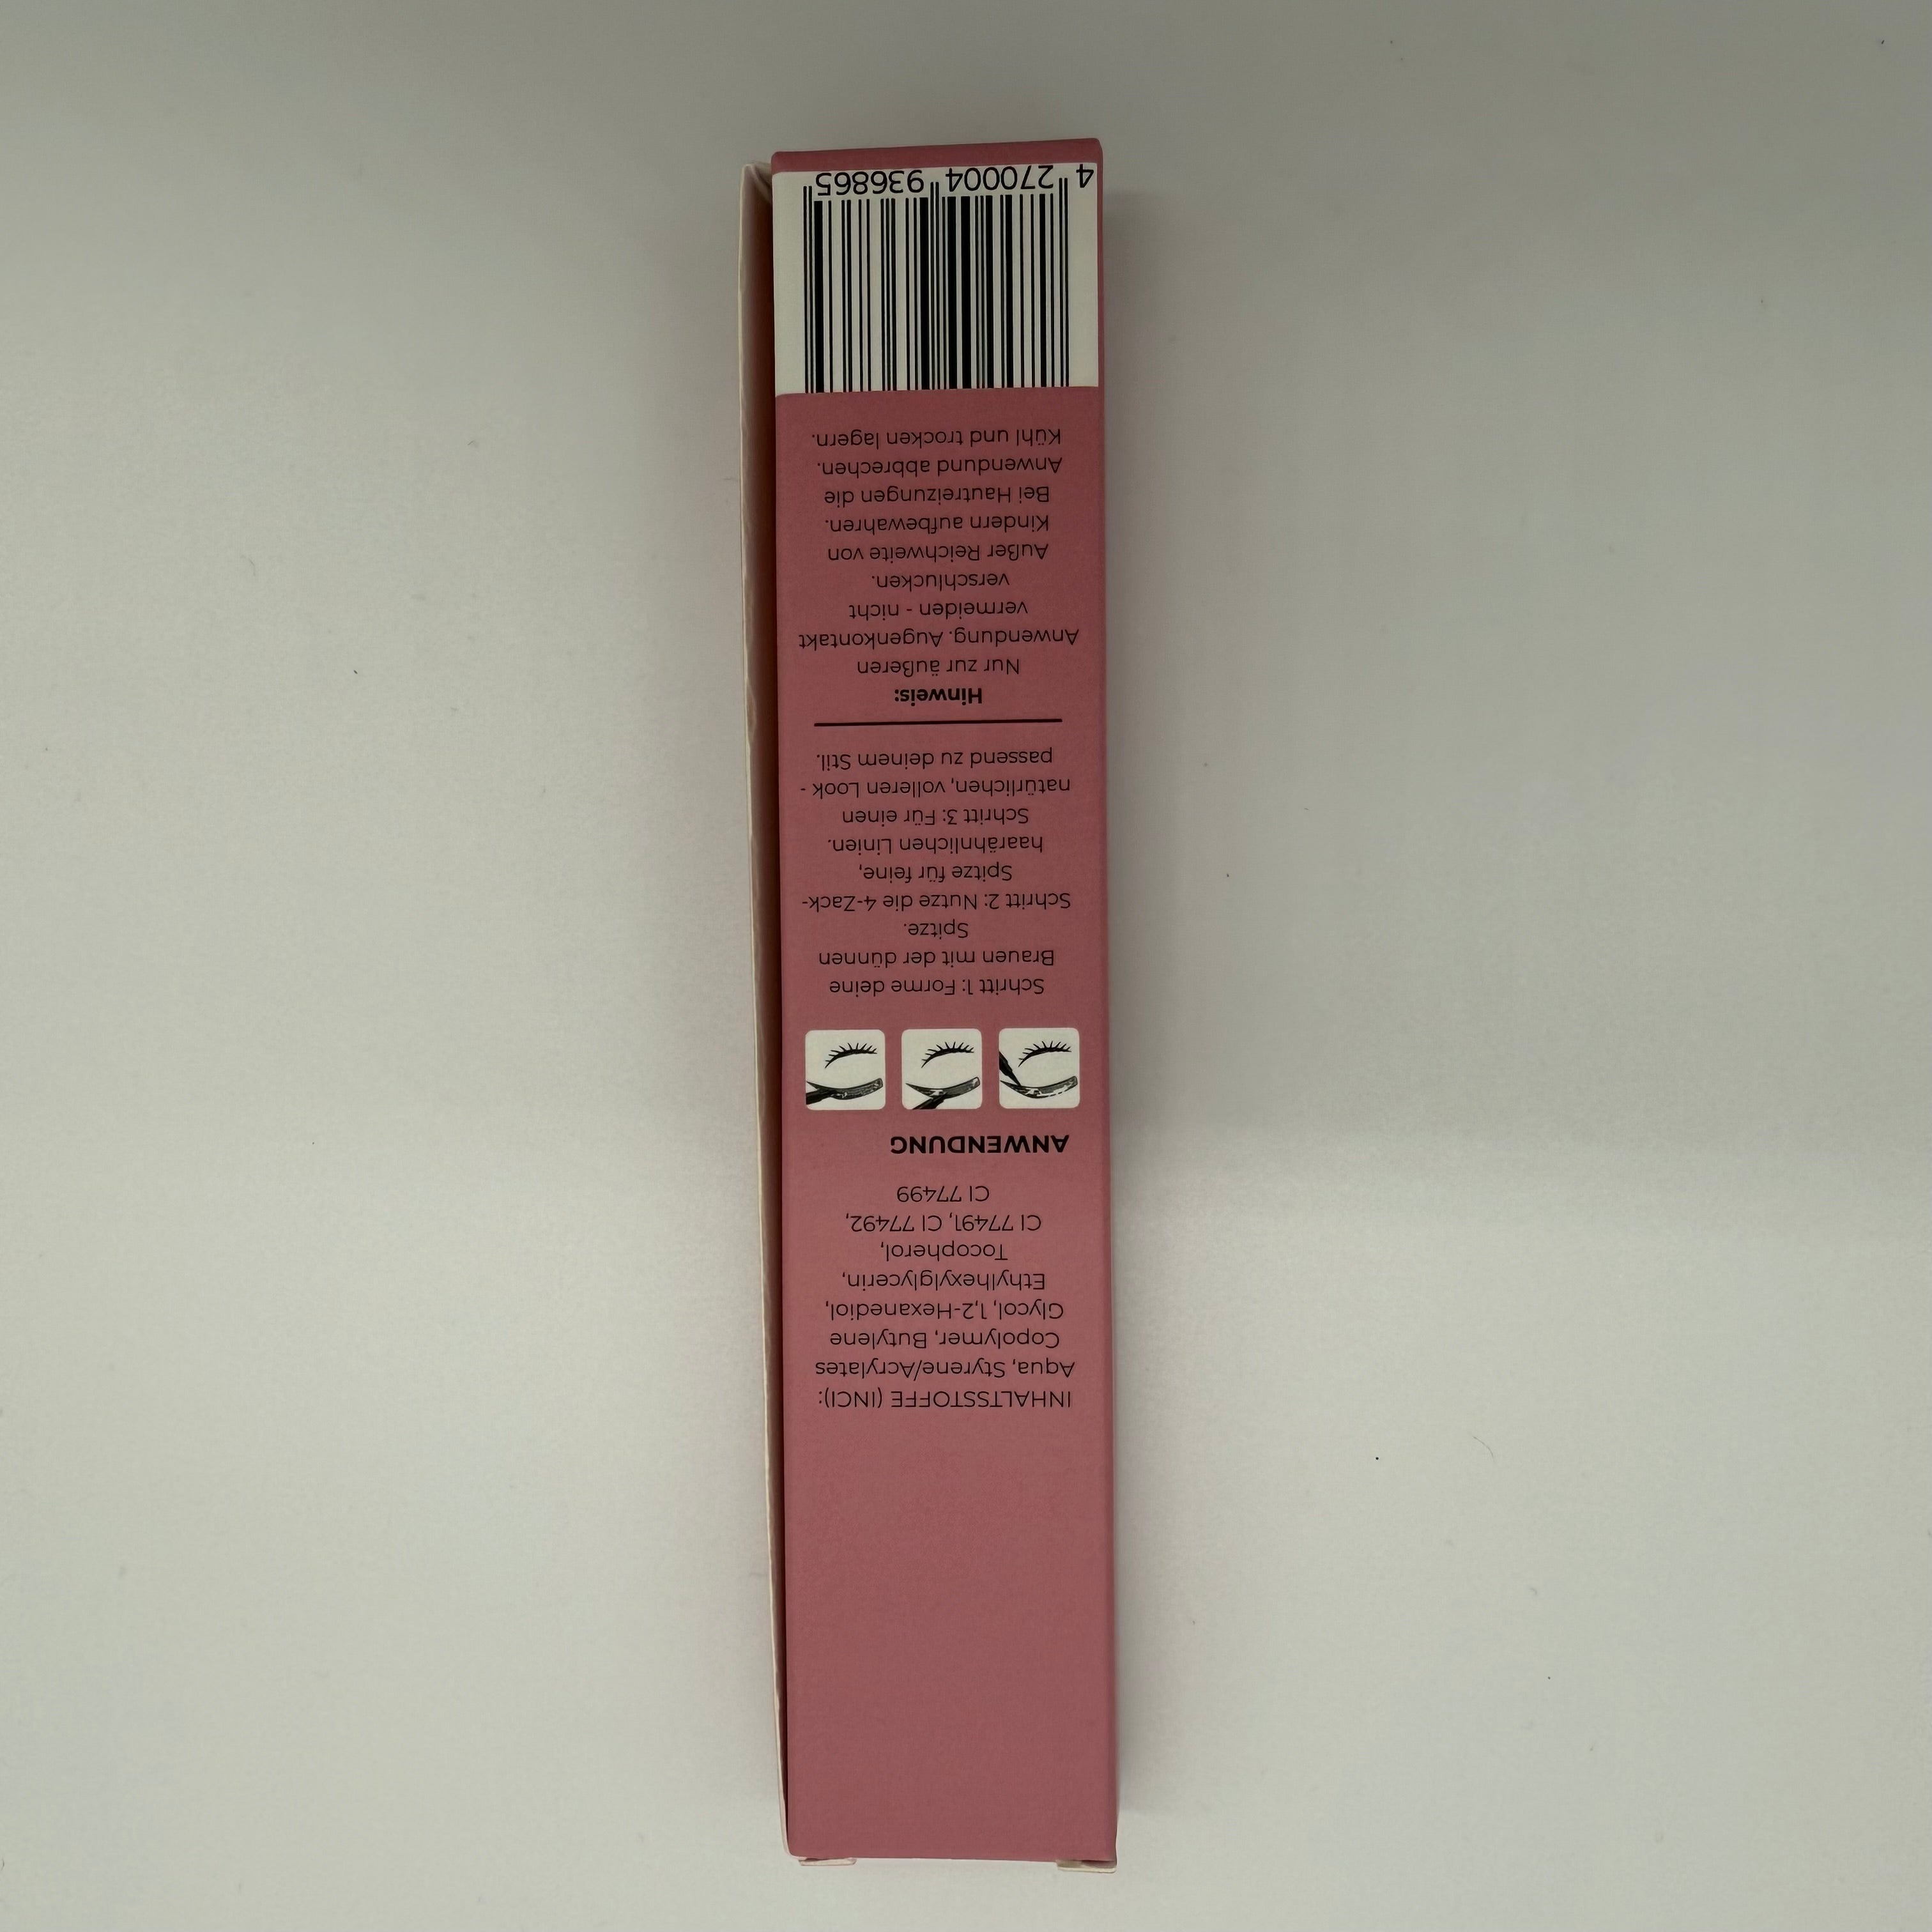 INHALTSSTOFFE (INCI):
Aqua, Styrene/Acrylates
Copolymer, Butylene
Glycol, 1,2-Hexanediol,
Ethylhexylglycerin,
Tocopherol,
CI 77491, CI 77492,
CI 77499
ANWENDUNG
Schritt 1: Forme deine
Brauen mit der dünnen
Spitze.
Schritt 2: Nutze die 4-Zack-
Spitze für feine,
haarähnlichen Linien.
Schritt 3: Für einen
natürlichen, volleren Look -
passend zu deinem Stil.
Hinweis:
Nur zur äußeren
Anwendung. Augenkontakt
vermeiden - nicht
verschlucken.
Außer Reichweite von
Kindern aufbewahren.
Bei Hautreizungen die
Anwendund abbrechen.
Kühl und trocken lagern.
4 270004 936865